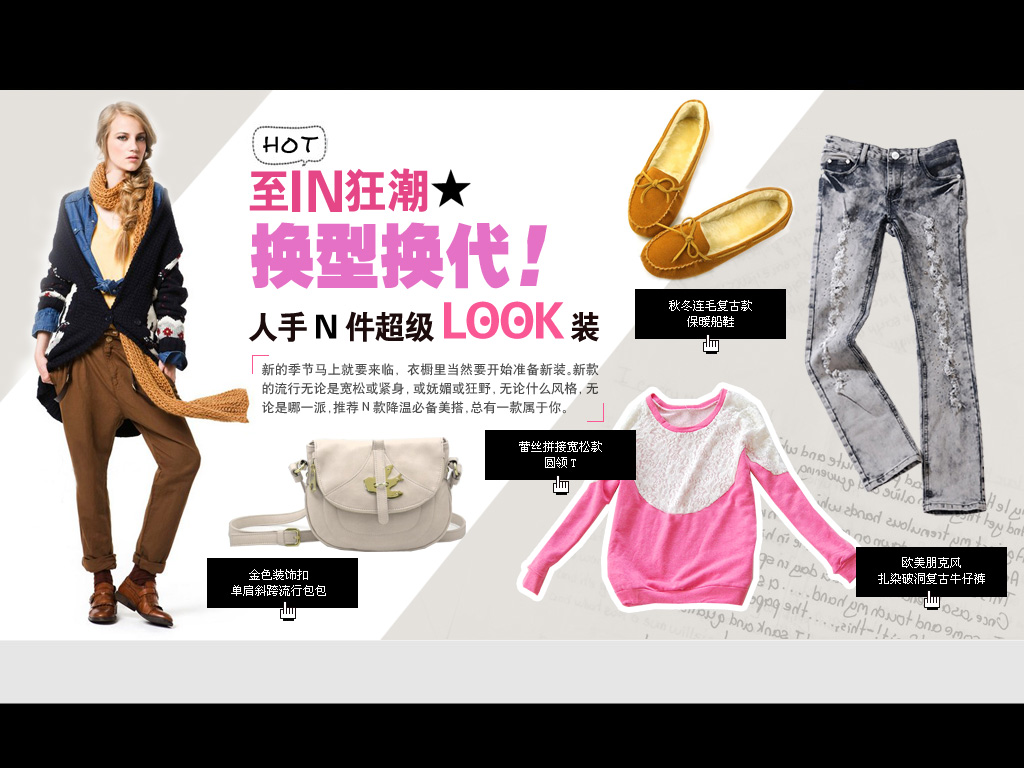 HOT
至IN狂潮★
换型换代!
人手N件超级LOOK装
新的季节马上就要来临，衣橱里当然要开始准备新装。新款
的流行无论是宽松或紧身，或妩媚或狂野，无论什么风格，无
论是哪一派，推荐N款降温必备美搭，总有一款属于你。
秋冬连毛复古款
保暖船鞋
蕾丝拼接宽松款
圆领T
金色装饰扣
单肩斜跨流行包包
欧美朋克风
扎染破洞复古牛仔裤